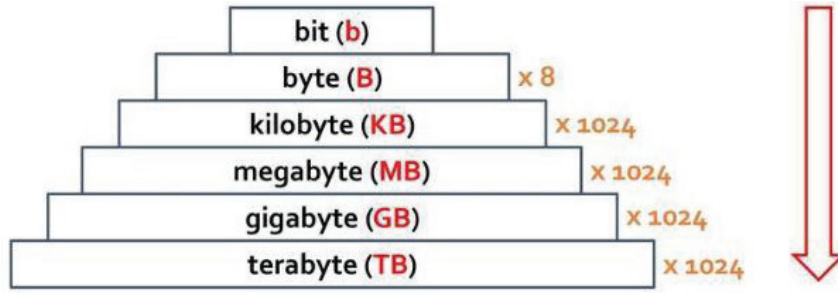 bit (b)
byte (B) x 8
kilobyte (KB) x 1024
megabyte (MB) x 1024
gigabyte (GB) x 1024
terabyte (TB) x 1024